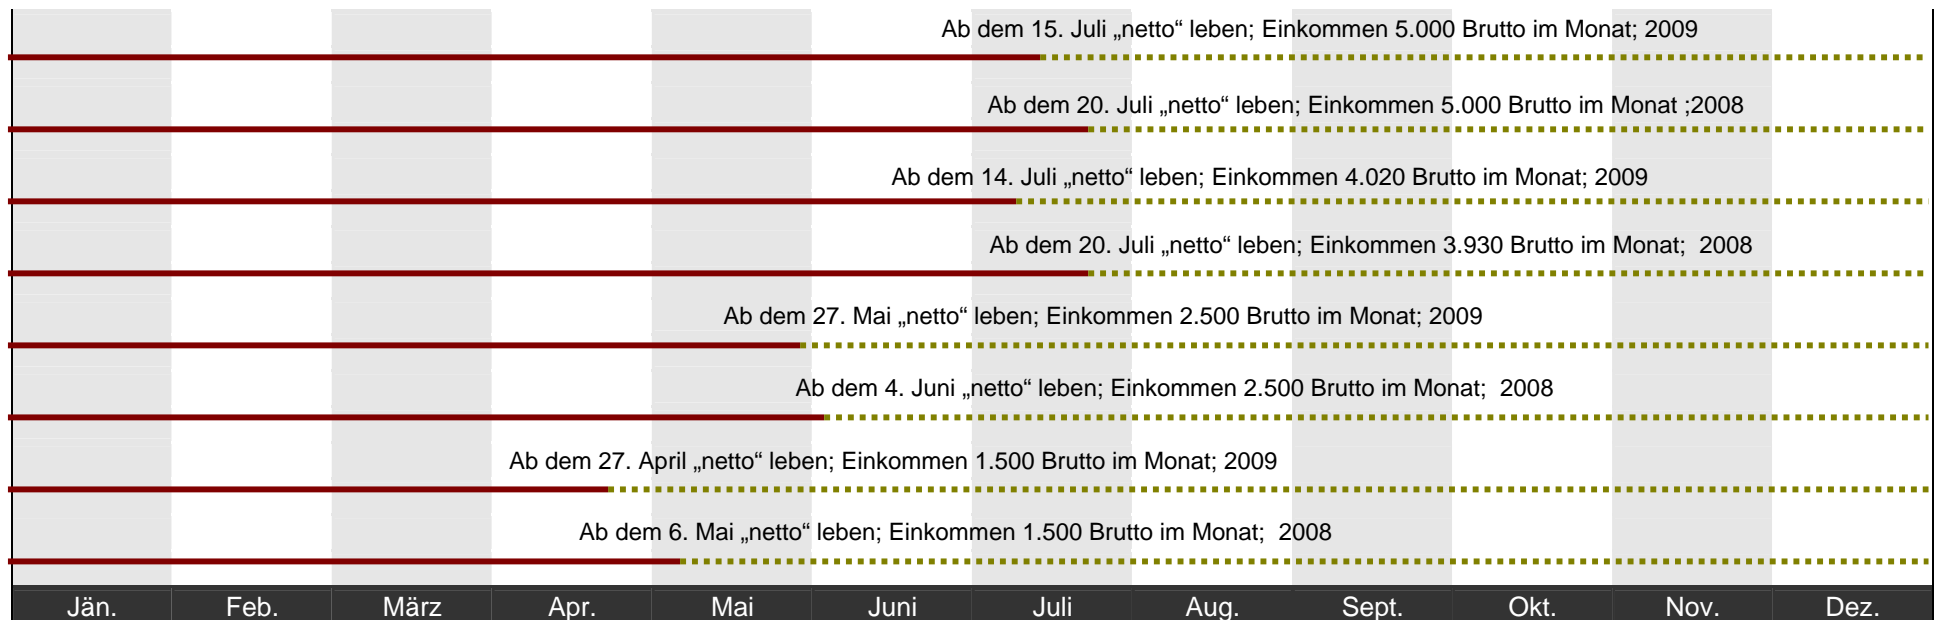 Ab dem 15. Juli „netto“ leben; Einkommen 5.000 Brutto im Monat; 2009
Ab dem 20. Juli „netto“ leben; Einkommen 5.000 Brutto im Monat ;2008
Ab dem 14. Juli „netto“ leben; Einkommen 4.020 Brutto im Monat; 2009
Ab dem 20. Juli „netto“ leben; Einkommen 3.930 Brutto im Monat;  2008
Ab dem 27. Mai „netto“ leben; Einkommen 2.500 Brutto im Monat; 2009
Ab dem 4. Juni „netto“ leben; Einkommen 2.500 Brutto im Monat;  2008
Ab dem 27. April „netto“ leben; Einkommen 1.500 Brutto im Monat; 2009
Ab dem 6. Mai „netto“ leben; Einkommen 1.500 Brutto im Monat;  2008
Jän. Feb. März Apr. Mai Juni Juli Aug. Sept. Okt. Nov. Dez.